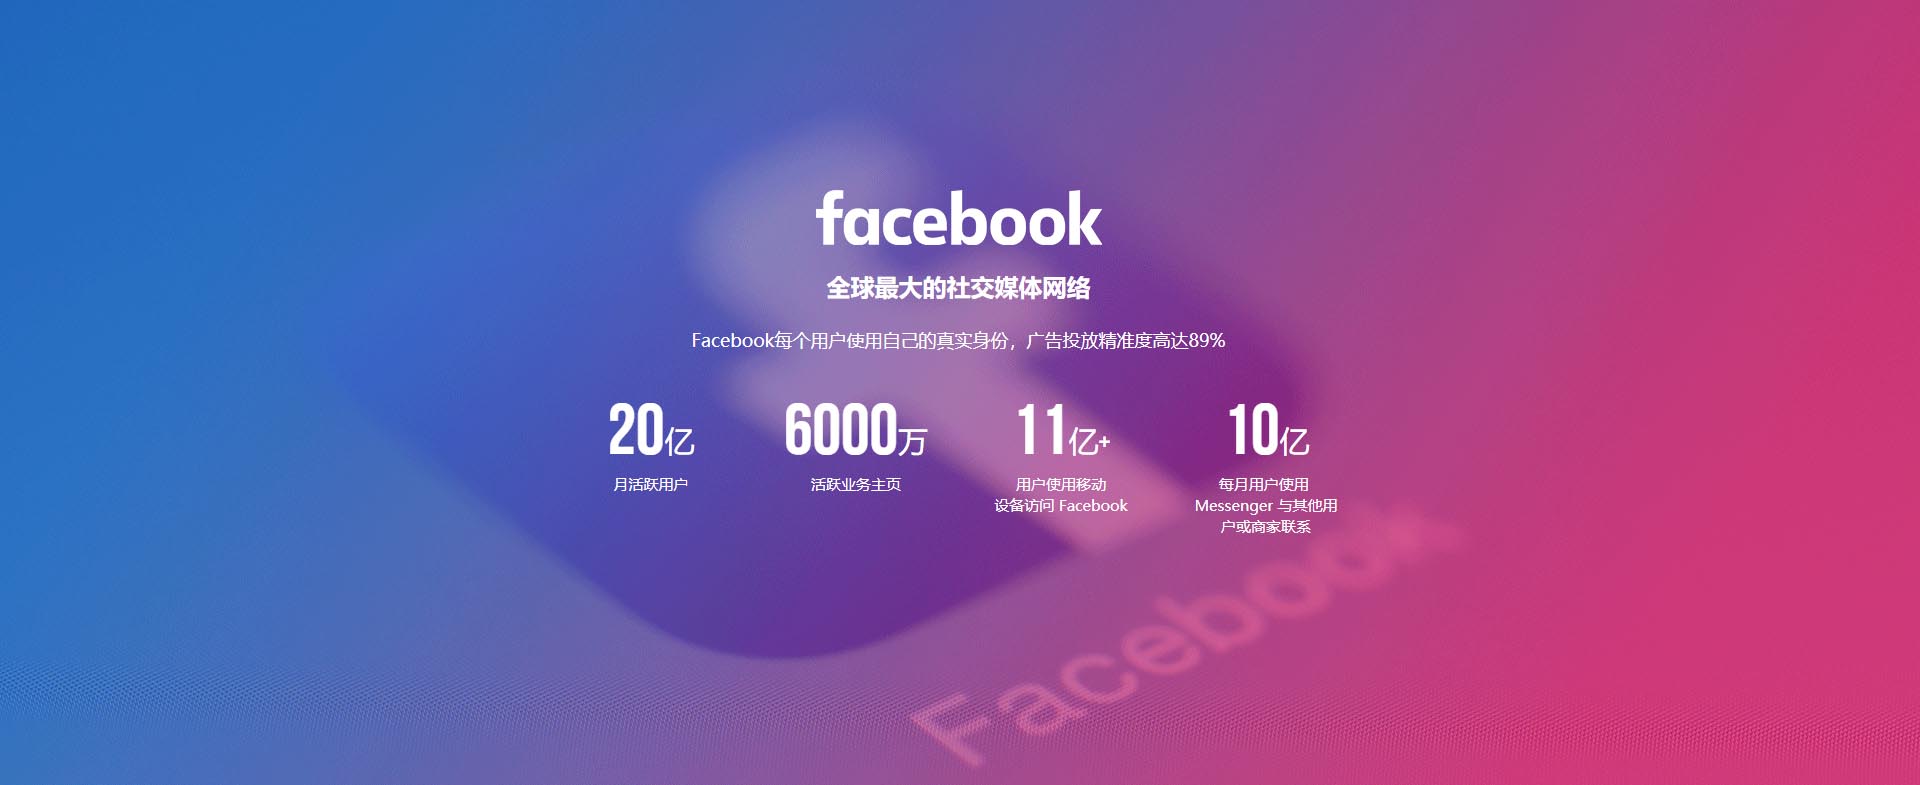 facebook
全球最大的社交媒体网络
Facebook每个用户使用自己的真实身份，广告投放精准度高达89%
20亿
月活跃用户
6000万
活跃业务主页
11亿+
用户使用移动
设备访问 Facebook
10亿
每月用户使用
Messenger 与其他用
户或商家联系
Facebook